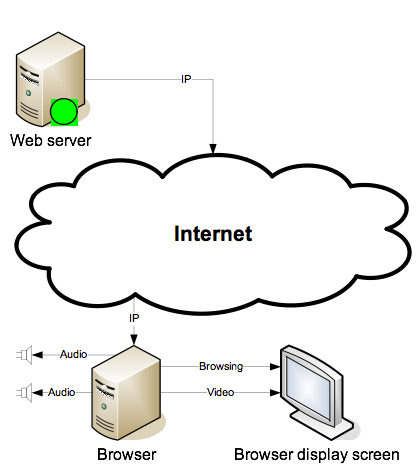 IP
Web server
Internet
IP
Audio
Browsing
Audio
Video
Browser
Browser display screen